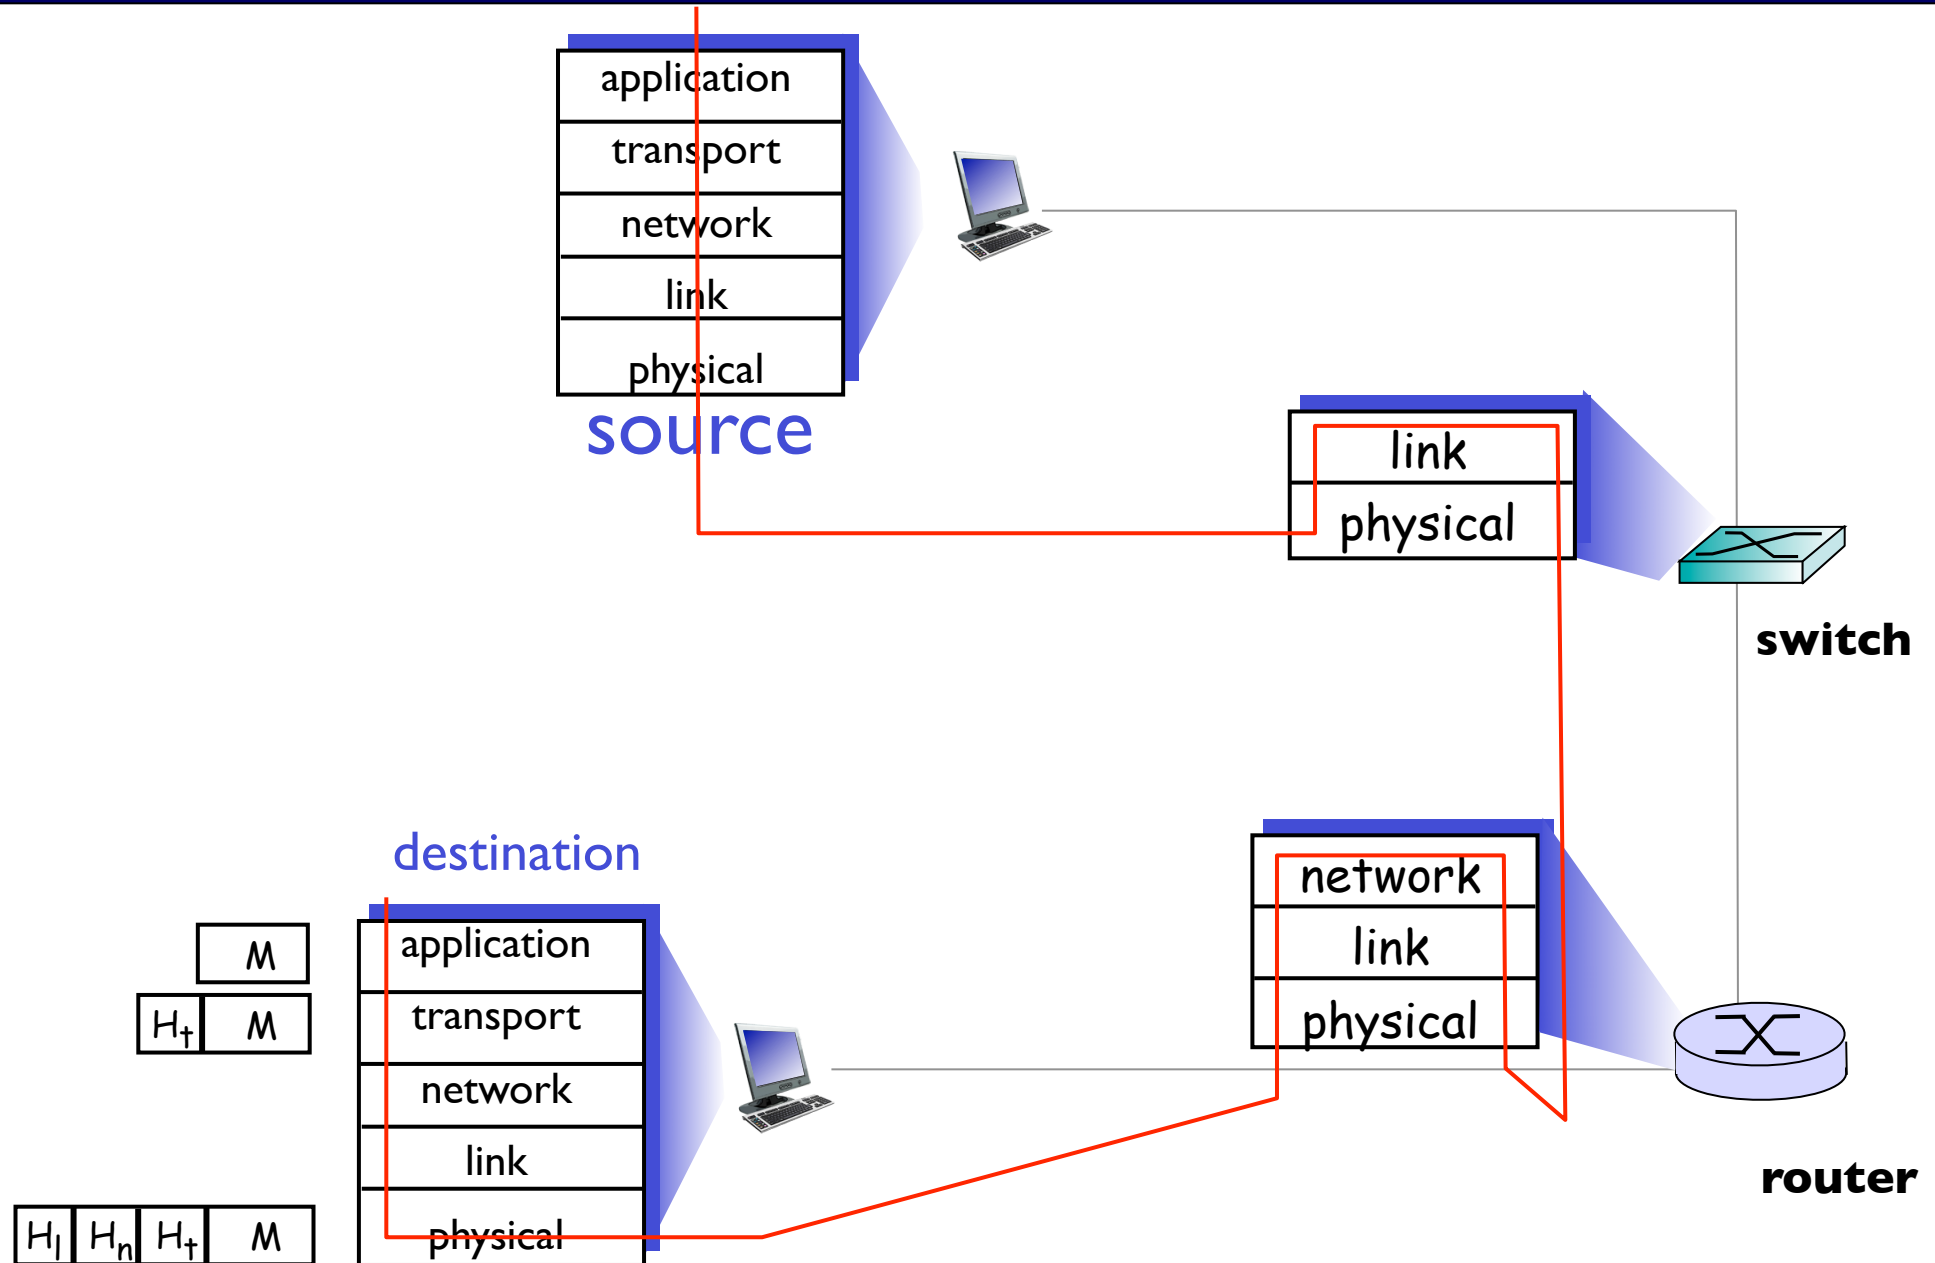 application
transport
network
link
physical
source
link
physical
switch
destination
network
link
physical
router
M
Ht M
Hl Hn Ht M
application
transport
network
link
physical